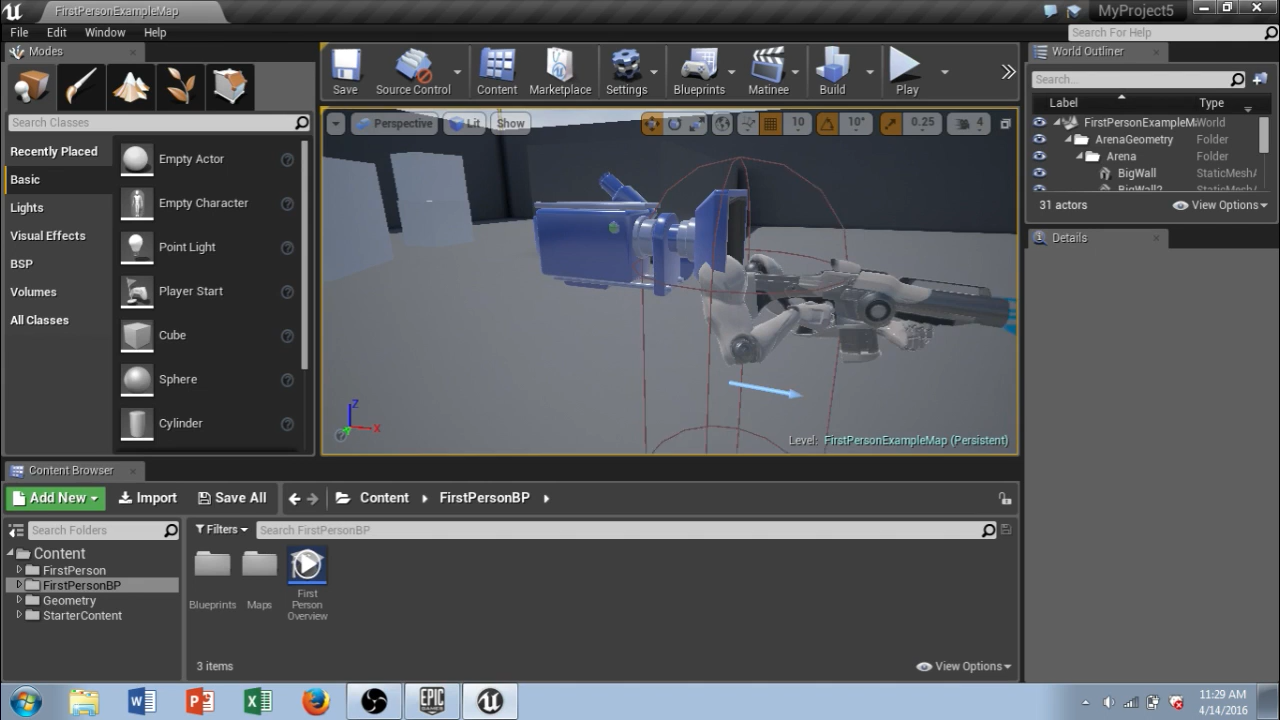 FirstPersonExampleMap
MyProject5
File Edit Window Help
Search For Help
Modes
Search Classes
Recently Placed
Basic
Lights
Visual Effects
BSP
Volumes
All Classes
Empty Actor
Empty Character
Point Light
Player Start
Cube
Sphere
Cylinder
Save
Source Control
Content
Marketplace
Settings
Blueprints
Matinee
Build
Play
Perspective
Lit
Show
10
10°
0.25
4
Z
X
Level: FirstPersonExampleMap (Persistent)
World Outliner
Search...
Label Type
FirstPersonExampleMa World
ArenaGeometry Folder
Arena Folder
BigWall StaticMeshA
BigWall2
31 actors
View Options
Details
Content Browser
Add New Import Save All Content FirstPersonBP
Search Folders
Filters
Search FirstPersonBP
Content
FirstPerson
FirstPersonBP
Geometry
StarterContent
Blueprints
Maps
First
Person
Overview
3 items
View Options
EPIC
GAMES
11:29 AM
4/14/2016